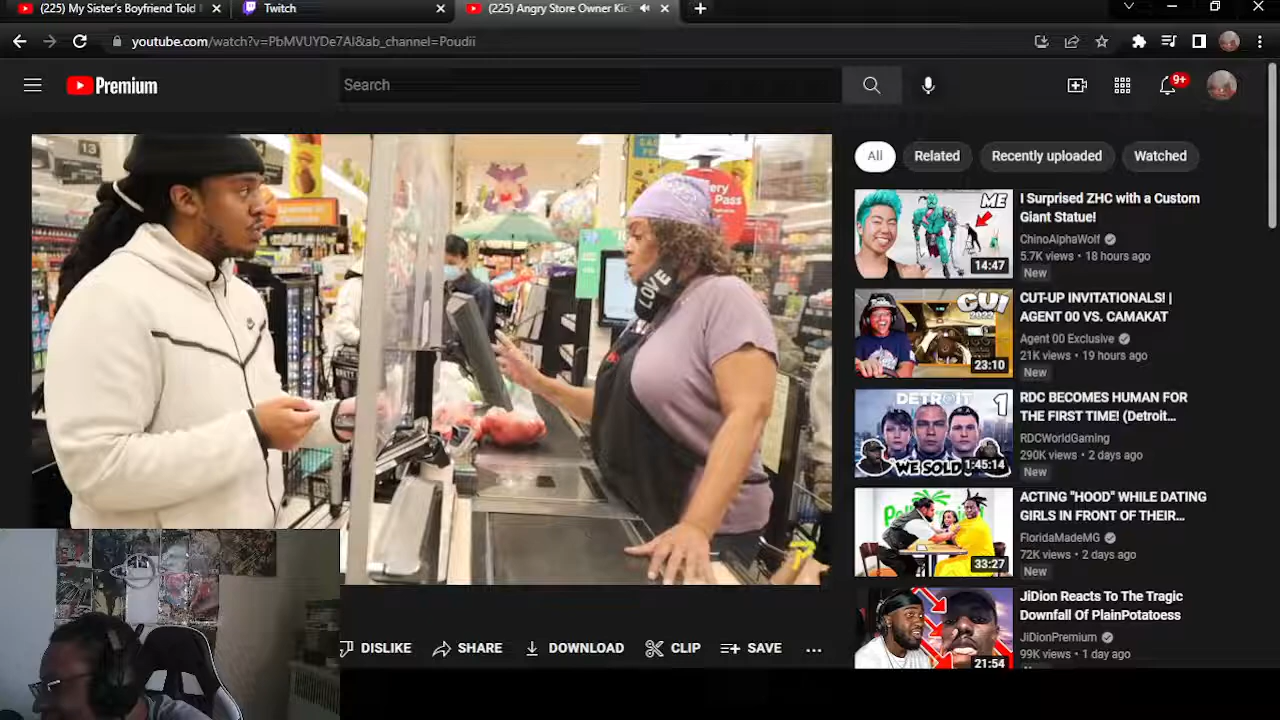 (225) My Sister's Boyfriend Told I
Twitch
(225) Angry Store Owner Kic
youtube.com/watch?v=PbMVUYDe7AI&ab_channel=Poudii
Premium
Search
9+
13
LOVE
All
Related
Recently uploaded
Watched
ME
14:47
I Surprised ZHC with a Custom
Giant Statue!
ChinoAlphaWolf
5.7K views • 18 hours ago
New
CUI
2022
23:10
CUT-UP INVITATIONALS! |
AGENT 00 VS. CAMAKAT
Agent 00 Exclusive
21K views • 19 hours ago
New
DETROIT
1
WE SOLD
1:45:14
RDC BECOMES HUMAN FOR
THE FIRST TIME! (Detroit...
RDCWorldGaming
290K views • 2 days ago
New
33:27
ACTING "HOOD" WHILE DATING
GIRLS IN FRONT OF THEIR...
FloridaMadeMG
72K views • 2 days ago
New
21:54
JiDion Reacts To The Tragic
Downfall Of PlainPotatoess
JiDionPremium
99K views • 1 day ago
DISLIKE
SHARE
DOWNLOAD
CLIP
SAVE